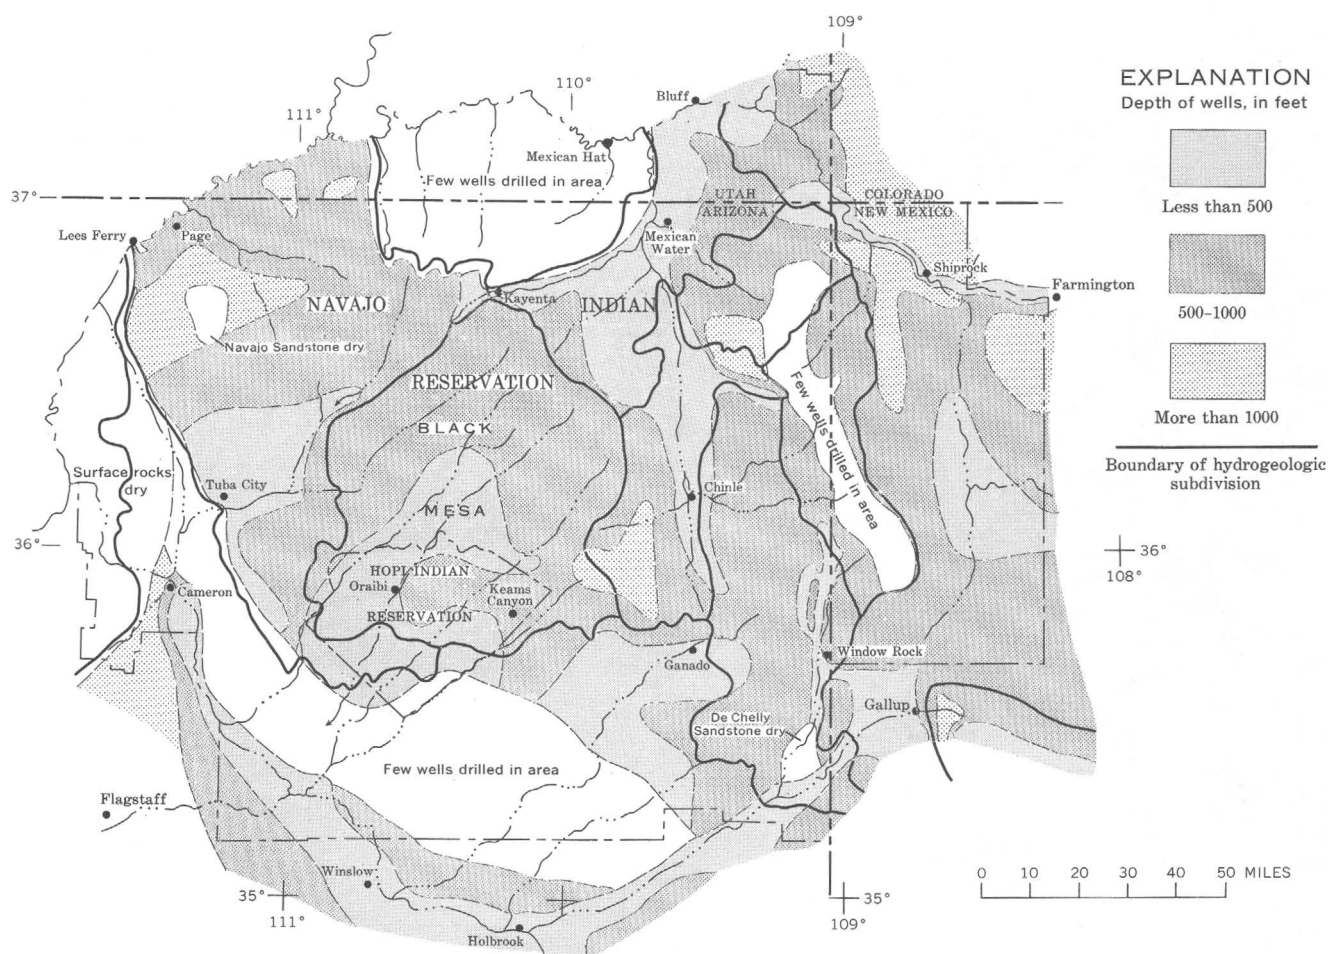 109°
EXPLANATION
Depth of wells, in feet
Less than 500
500–1000
More than 1000
Boundary of hydrogeologic
subdivision
110°
Bluff
111°
Mexican Hat
Few wells drilled in area
37°
UTAH
COLORADO
ARIZONA
NEW MEXICO
Lees Ferry
Page
Mexican
Water
Shiprock
Farmington
NAVAJO
Kayenta
INDIAN
Navajo Sandstone dry
RESERVATION
BLACK
Few wells drilled in area
Surface rocks
dry
Tuba City
Chinle
MESA
36°
36°
108°
HOPI INDIAN
Oraibi
Keams
Canyon
Cameron
RESERVATION
Ganado
Window Rock
Gallup
De Chelly
Sandstone dry
Few wells drilled in area
Flagstaff
Winslow
0 10 20 30 40 50 MILES
35°
111°
35°
109°
Holbrook